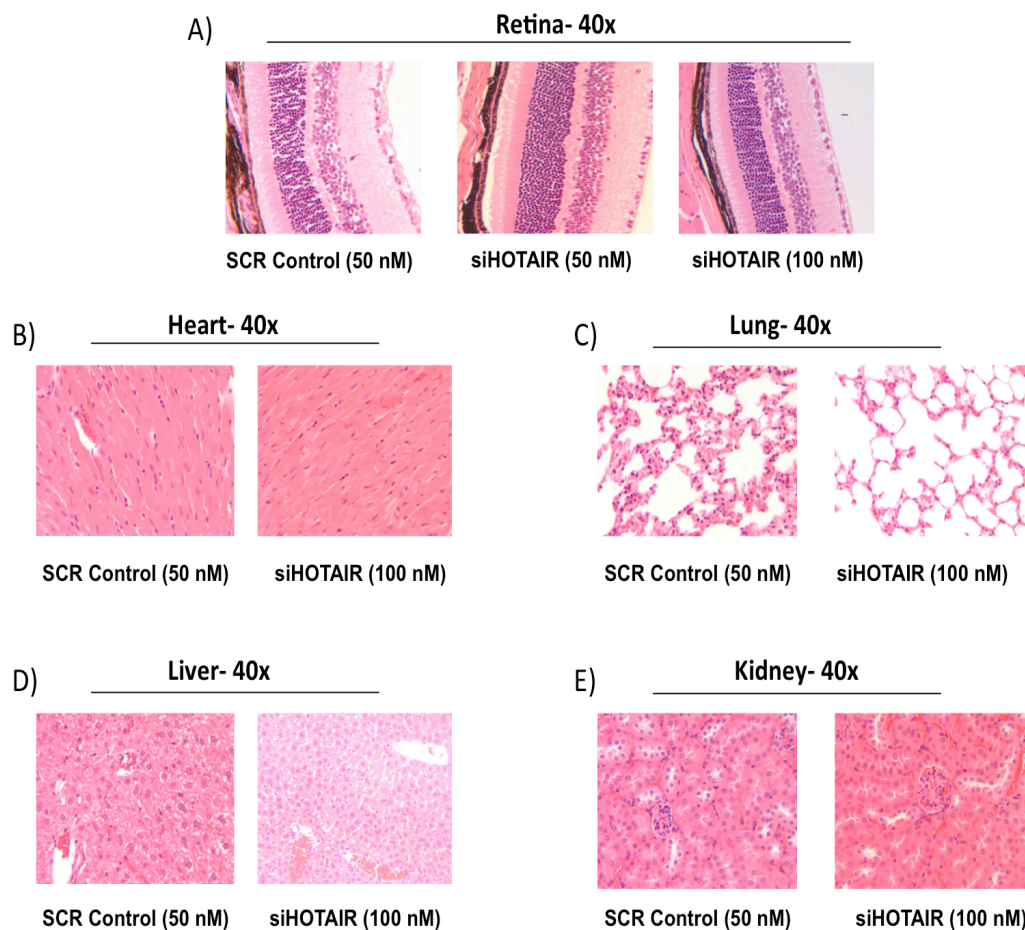 A)
Retina- 40x
SCR Control (50 nM)
siHOTAIR (50 nM)
siHOTAIR (100 nM)
B)
Heart- 40x
SCR Control (50 nM)
siHOTAIR (100 nM)
C)
Lung- 40x
SCR Control (50 nM)
siHOTAIR (100 nM)
D)
Liver- 40x
SCR Control (50 nM)
siHOTAIR (100 nM)
E)
Kidney- 40x
SCR Control (50 nM)
siHOTAIR (100 nM)